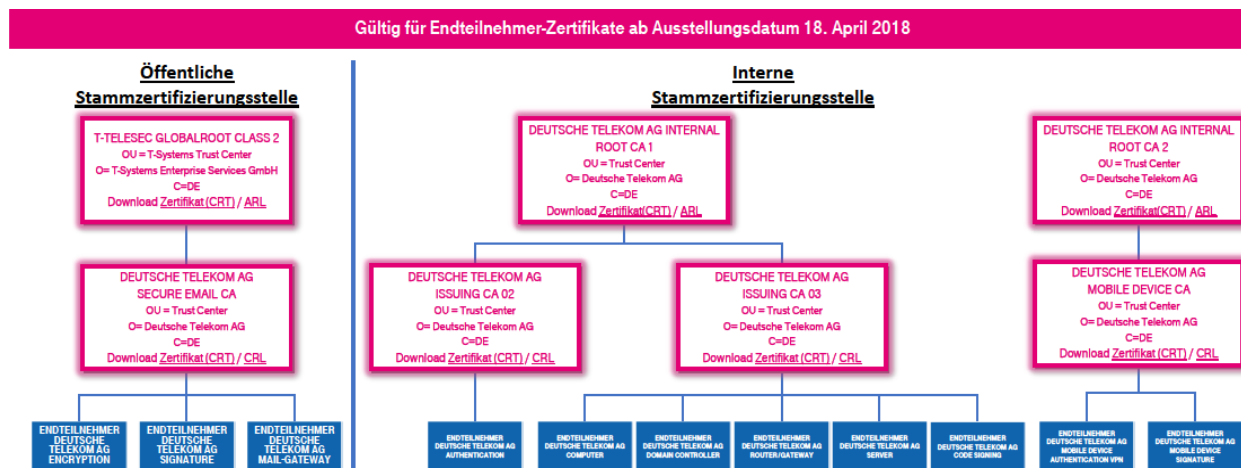 Gültig für Endteilnehmer-Zertifikate ab Ausstellungsdatum 18. April 2018
Öffentliche
Stammzertifizierungsstelle
Interne
Stammzertifizierungsstelle
T-TELESEC GLOBALROOT CLASS 2
OU = T-Systems Trust Center
O= T-Systems Enterprise Services GmbH
C=DE
Download Zertifikat (CRT) / ARL
DEUTSCHE TELEKOM AG INTERNAL
ROOT CA 1
OU = Trust Center
O= Deutsche Telekom AG
C=DE
Download Zertifikat(CRT) / ARL
DEUTSCHE TELEKOM AG INTERNAL
ROOT CA 2
OU = Trust Center
O= Deutsche Telekom AG
C=DE
Download Zertifikat(CRT) / ARL
DEUTSCHE TELEKOM AG
SECURE EMAIL CA
OU = Trust Center
O= Deutsche Telekom AG
C=DE
Download Zertifikat (CRT) / CRL
DEUTSCHE TELEKOM AG
ISSUING CA 02
OU = Trust Center
O= Deutsche Telekom AG
C=DE
Download Zertifikat (CRT) / CRL
DEUTSCHE TELEKOM AG
ISSUING CA 03
OU = Trust Center
O= Deutsche Telekom AG
C=DE
Download Zertifikat (CRT) / CRL
DEUTSCHE TELEKOM AG
MOBILE DEVICE CA
OU = Trust Center
O= Deutsche Telekom AG
C=DE
Download Zertifikat (CRT) / CRL
ENDTEILNEHMER
DEUTSCHE
TELEKOM AG
ENCRYPTION
ENDTEILNEHMER
DEUTSCHE
TELEKOM AG
SIGNATURE
ENDTEILNEHMER
DEUTSCHE
TELEKOM AG
MAIL-GATEWAY
ENDTEILNEHMER
DEUTSCHE TELEKOM AG
AUTHENTICATION
ENDTEILNEHMER
DEUTSCHE TELEKOM AG
COMPUTER
ENDTEILNEHMER
DEUTSCHE TELEKOM AG
DOMAIN CONTROLLER
ENDTEILNEHMER
DEUTSCHE TELEKOM AG
ROUTER/GATEWAY
ENDTEILNEHMER
DEUTSCHE TELEKOM AG
SERVER
ENDTEILNEHMER
DEUTSCHE TELEKOM AG
CODE SIGNING
ENDTEILNEHMER
DEUTSCHE TELEKOM AG
MOBILE DEVICE
AUTHENTICATION VPN
ENDTEILNEHMER
DEUTSCHE TELEKOM AG
MOBILE DEVICE
SIGNATURE